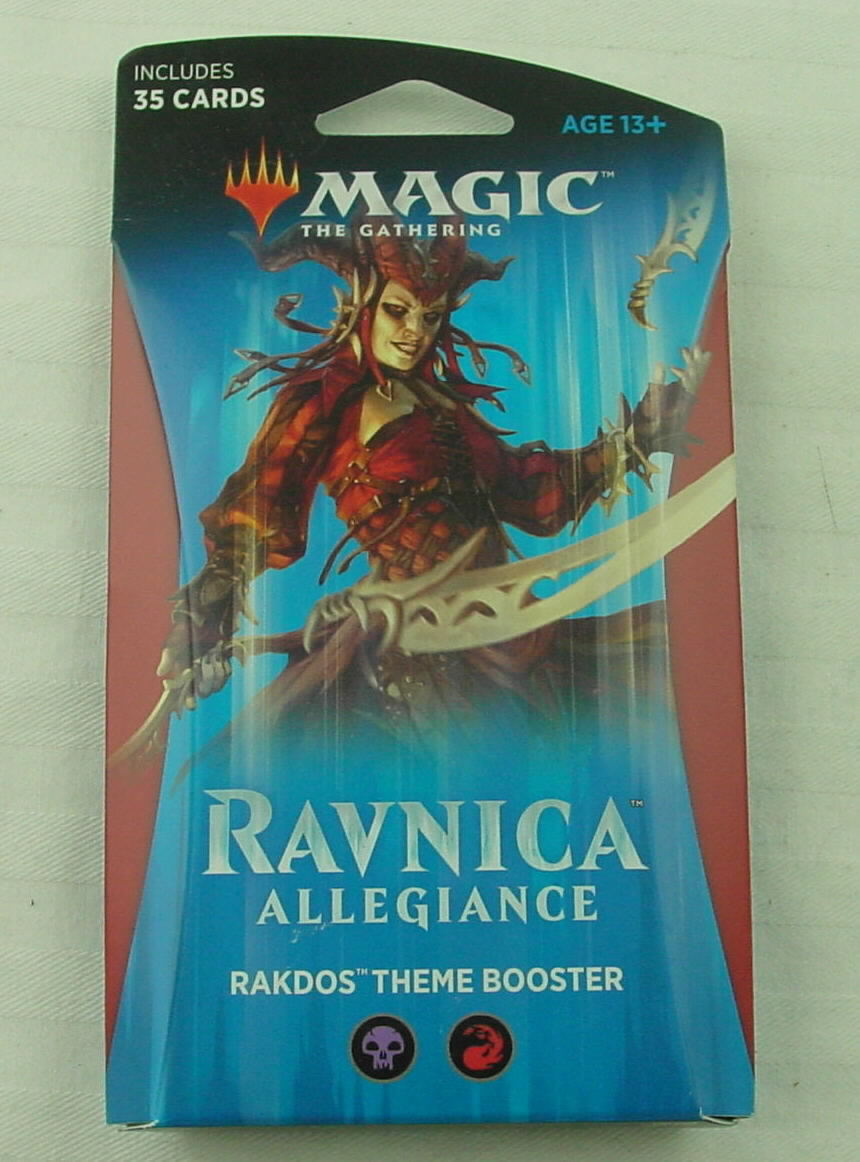 INCLUDES
35 CARDS
AGE 13+
MAGIC™
THE GATHERING
RAVNICA™
ALLEGIANCE
RAKDOS™ THEME BOOSTER